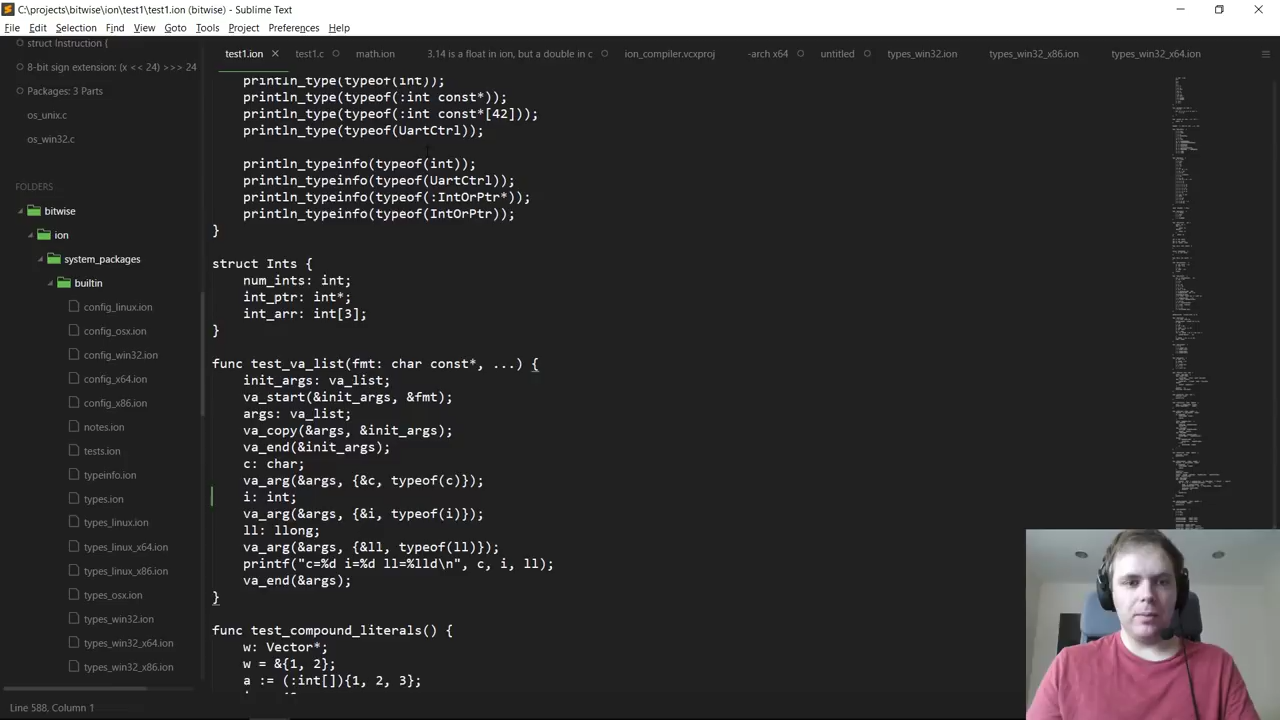 C:\projects\bitwise\ion\test1\test1.ion (bitwise) - Sublime Text
File Edit Selection Find View Goto Tools Project Preferences Help
struct Instruction {
8-bit sign extension: (x << 24) >>> 24
Packages: 3 Parts
os_unix.c
os_win32.c
FOLDERS
bitwise
ion
system_packages
builtin
config_linux.ion
config_osx.ion
config_win32.ion
config_x64.ion
config_x86.ion
notes.ion
tests.ion
typeinfo.ion
types.ion
types_linux.ion
types_linux_x64.ion
types_linux_x86.ion
types_osx.ion
types_win32.ion
types_win32_x64.ion
types_win32_x86.ion
test1.ion test1.c math.ion 3.14 is a float in ion, but a double in c ion_compiler.vcxproj -arch x64 untitled types_win32.ion types_win32_x86.ion types_win32_x64.ion
println_type(typeof(int));
println_type(typeof(:int const*));
println_type(typeof(:int const*[42]));
println_type(typeof(UartCtrl));
println_typeinfo(typeof(int));
println_typeinfo(typeof(UartCtrl));
println_typeinfo(typeof(:IntOrPtr*));
println_typeinfo(typeof(IntOrPtr));
}
struct Ints {
num_ints: int;
int_ptr: int*;
int_arr: int[3];
}
func test_va_list(fmt: char const*, ...) {
init_args: va_list;
va_start(&init_args, &fmt);
args: va_list;
va_copy(&args, &init_args);
va_end(&init_args);
c: char;
va_arg(&args, {&c, typeof(c)});
i: int;
va_arg(&args, {&i, typeof(i)});
ll: llong;
va_arg(&args, {&ll, typeof(ll)});
printf("c=%d i=%d ll=%lld\n", c, i, ll);
va_end(&args);
}
func test_compound_literals() {
w: Vector*;
w = &{1, 2};
a := (:int[]){1, 2, 3};
Line 588, Column 1